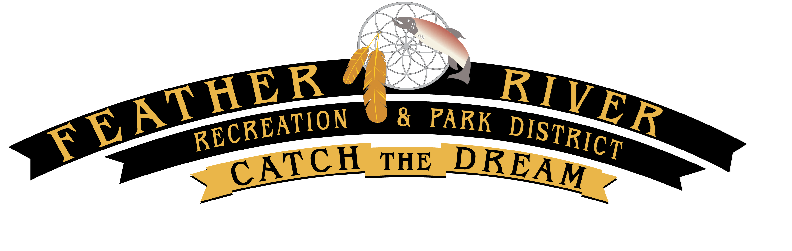 FEATHER RIVER
RECREATION & PARK DISTRICT
CATCH THE DREAM